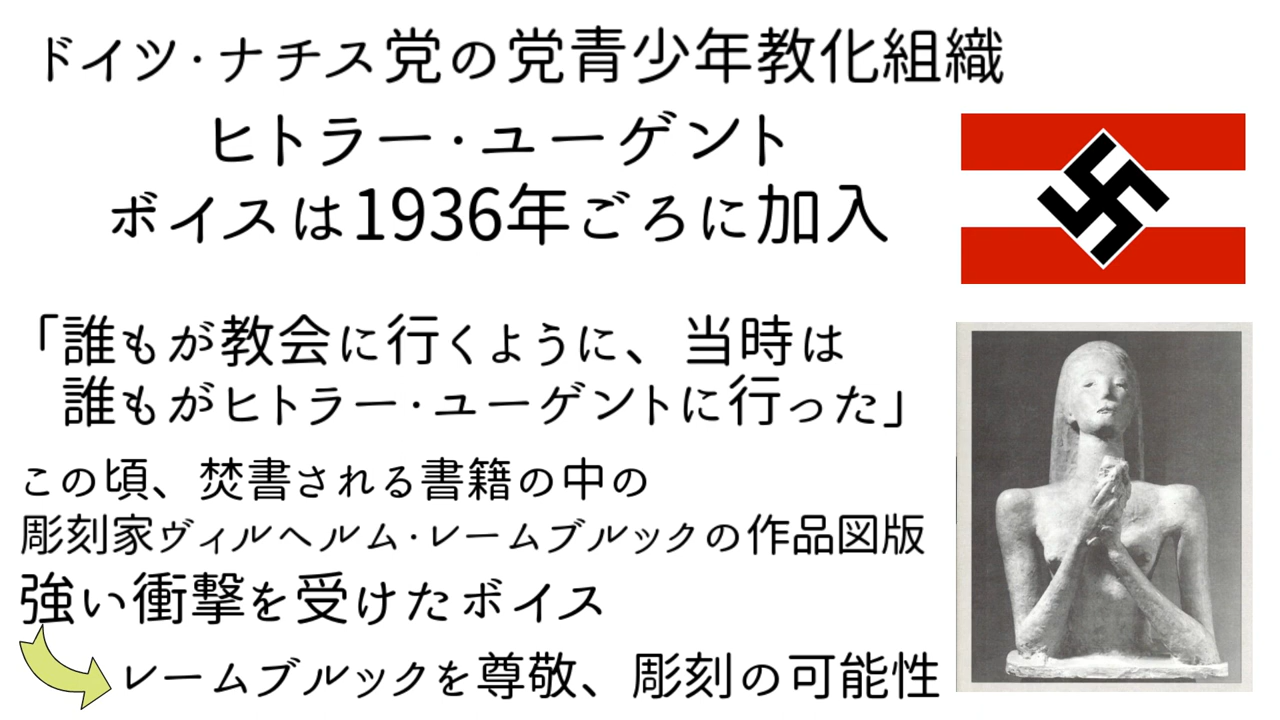 ドイツ・ナチス党の党青少年教化組織
ヒトラー・ユーゲント
ボイスは1936年ごろに加入
「誰もが教会に行くように、当時は
誰もがヒトラー・ユーゲントに行った」
この頃、焚書される書籍の中の
彫刻家ヴィルヘルム・レームブルックの作品図版
強い衝撃を受けたボイス
レームブルックを尊敬、彫刻の可能性